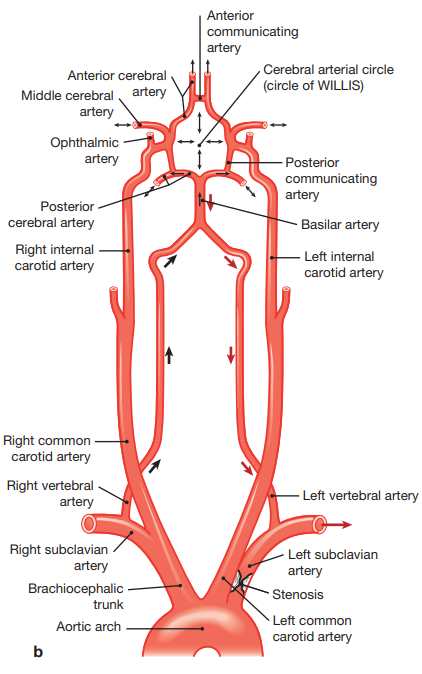 Anterior
communicating
artery
Anterior cerebral
artery
Cerebral arterial circle
(circle of WILLIS)
Middle cerebral
artery
Ophthalmic
artery
Posterior
communicating
artery
Posterior
cerebral artery
Basilar artery
Right internal
carotid artery
Left internal
carotid artery
Right common
carotid artery
Right vertebral
artery
Left vertebral artery
Right subclavian
artery
Left subclavian
artery
Brachiocephalic
trunk
Stenosis
Aortic arch
Left common
carotid artery
b